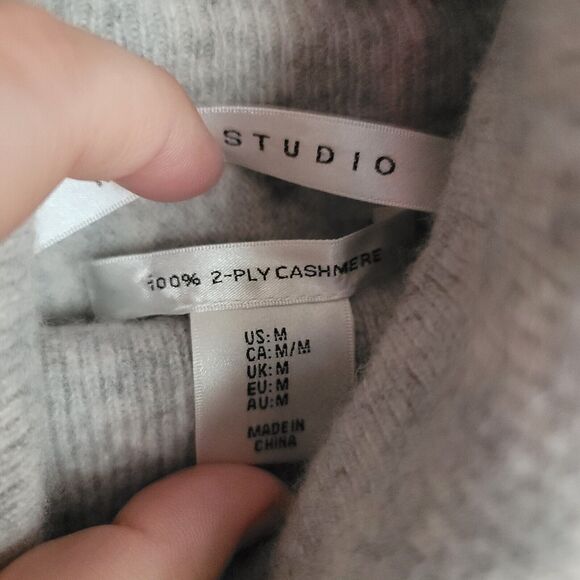 STUDIO
100% 2-PLY CASHMERE
US:M
CA:M/M
UK:M
EU:M
AU:M
MADE IN
CHINA